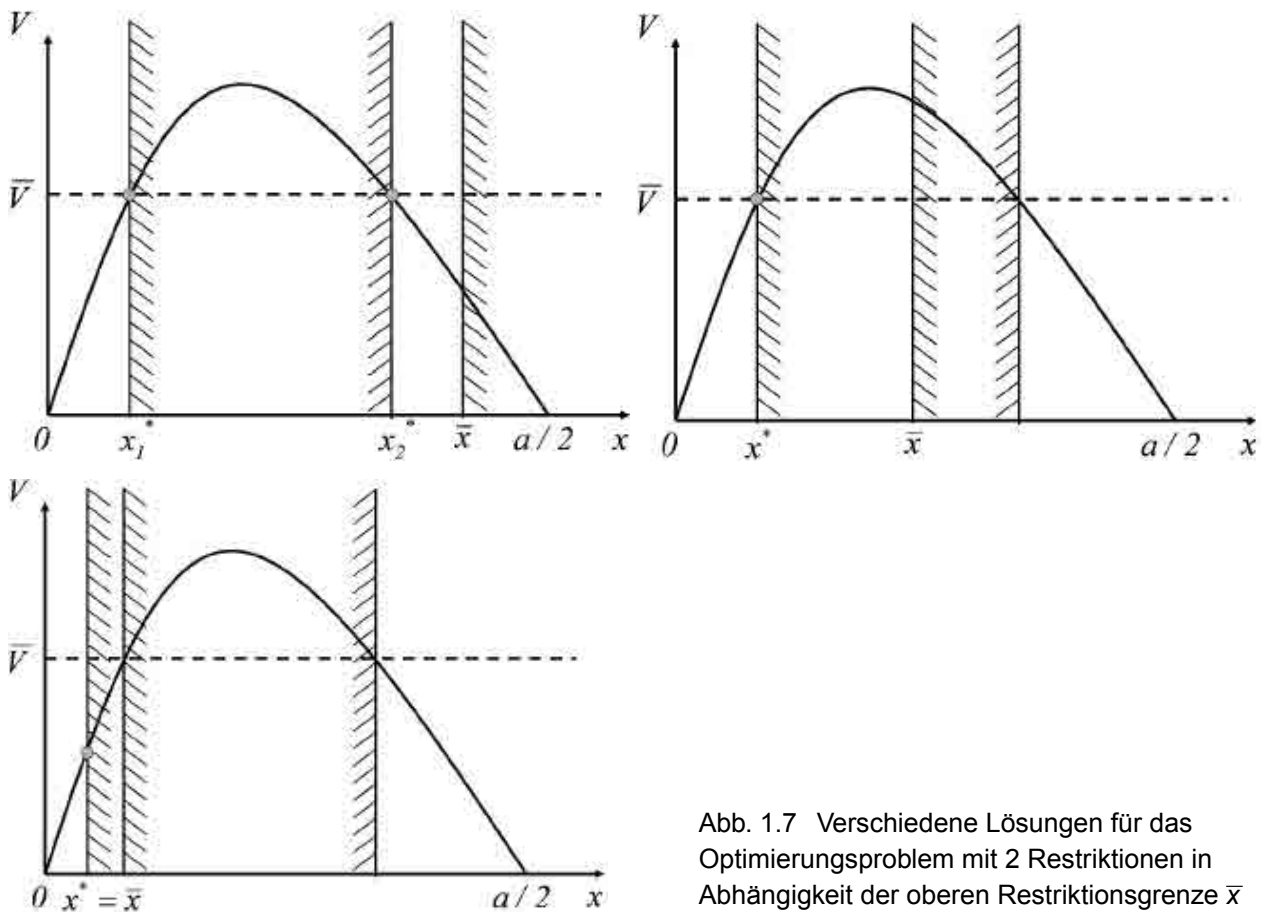 V
V̅
0 x₁* x₂* x̅ a / 2 x
V
V̅
0 x* x̅ a / 2 x
V
V̅
0 x* = x̅ a / 2 x
Abb. 1.7 Verschiedene Lösungen für das
Optimierungsproblem mit 2 Restriktionen in
Abhängigkeit der oberen Restriktionsgrenze x̅